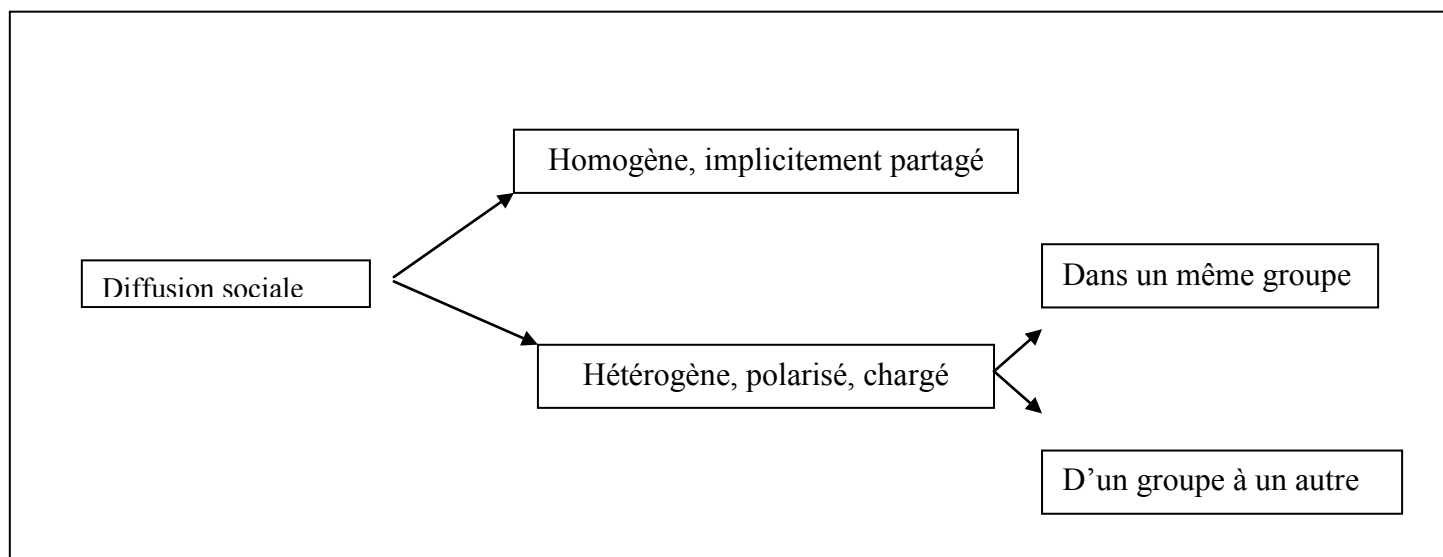 Homogène, implicitement partagé
Diffusion sociale
Dans un même groupe
Hétérogène, polarisé, chargé
D’un groupe à un autre